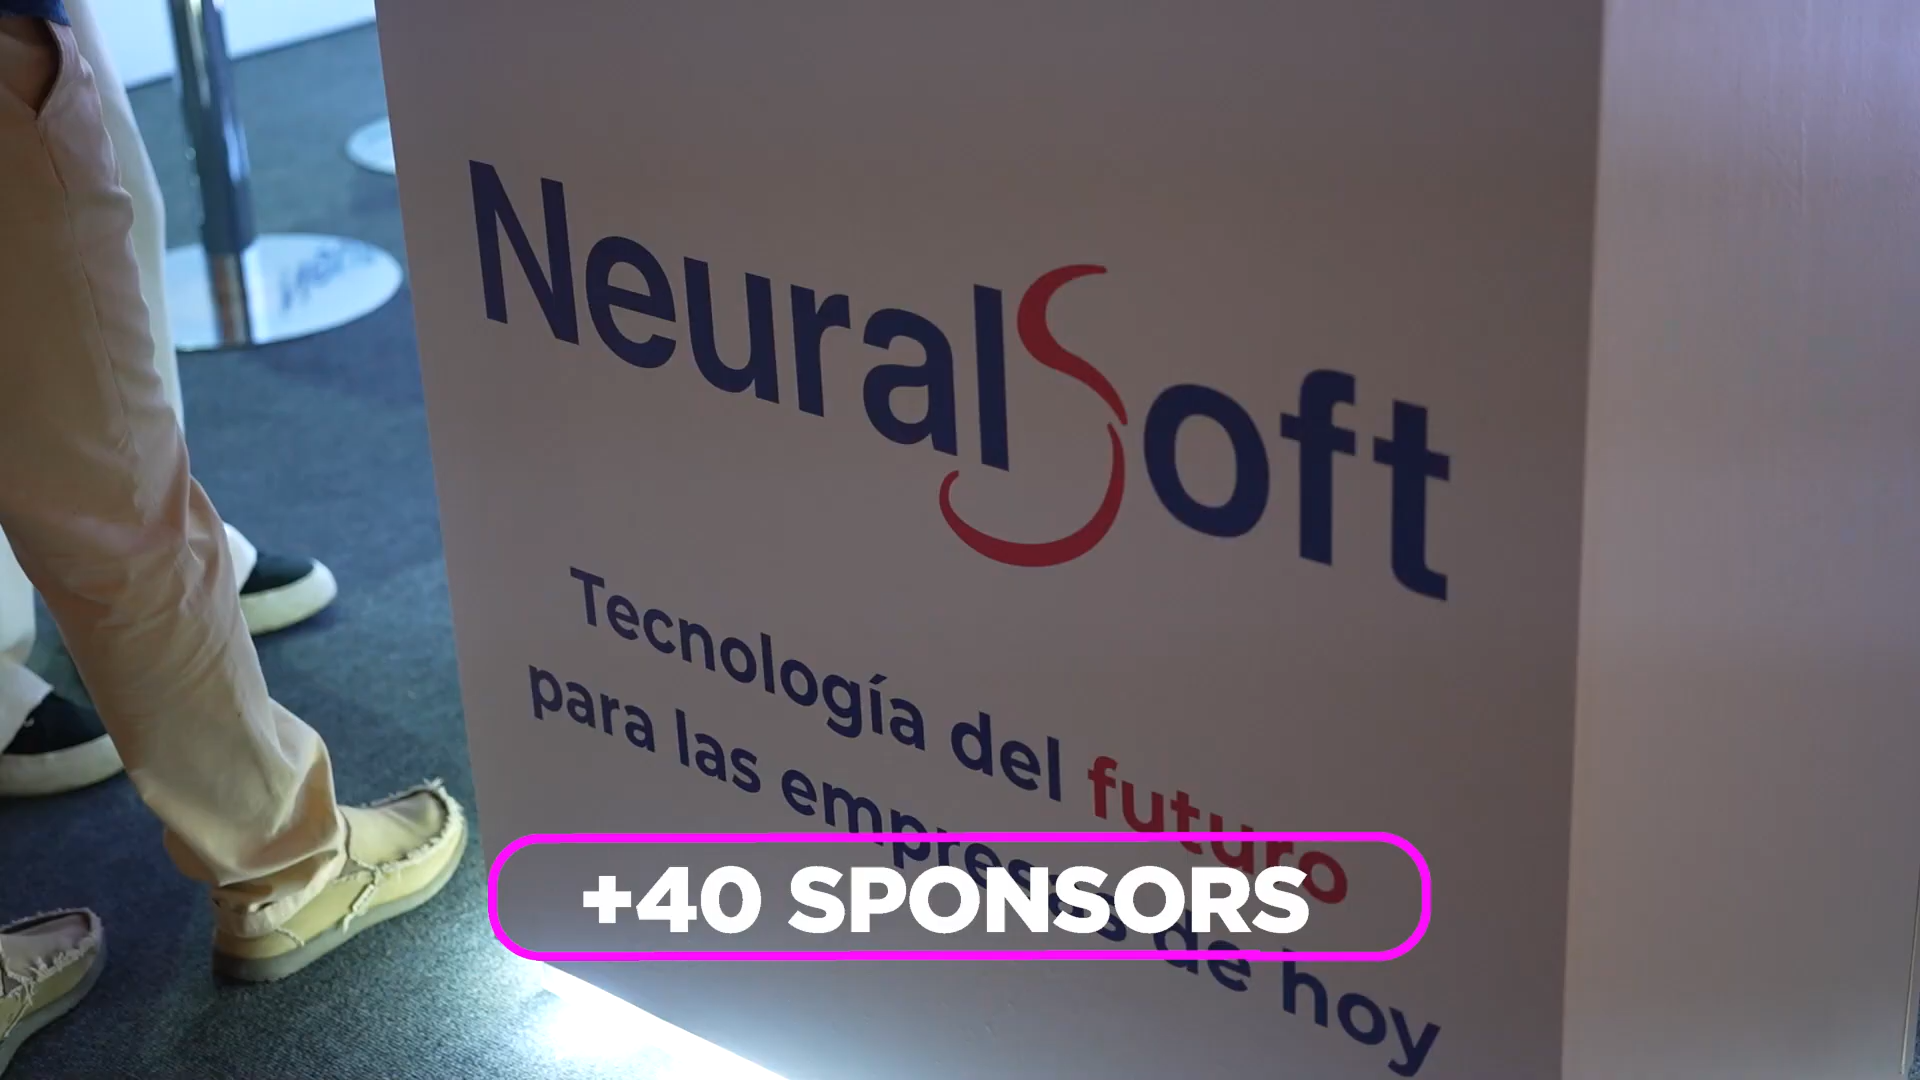 NeuralSoft
Tecnología del futuro
para las empresas de hoy
+40 SPONSORS